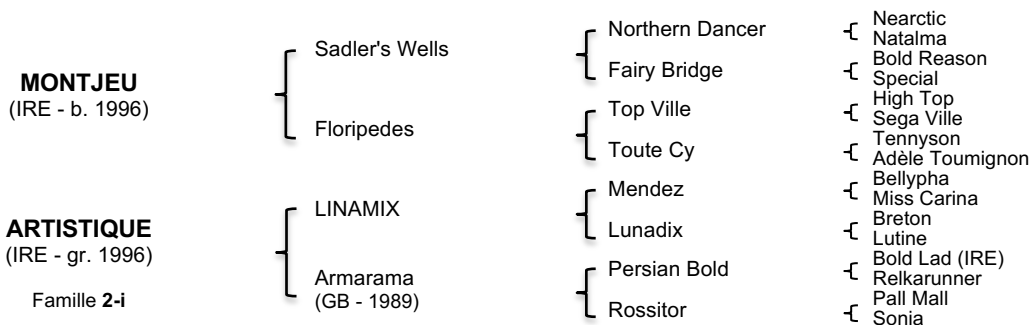 MONTJEU
(IRE - b. 1996)
ARTISTIQUE
(IRE - gr. 1996)
Famille 2-i
Sadler's Wells
Floripedes
LINAMIX
Armarama
(GB - 1989)
Northern Dancer
Fairy Bridge
Top Ville
Toute Cy
Mendez
Lunadix
Persian Bold
Rossitor
Nearctic
Natalma
Bold Reason
Special
High Top
Sega Ville
Tennyson
Adèle Toumignon
Bellypha
Miss Carina
Breton
Lutine
Bold Lad (IRE)
Relkarunner
Pall Mall
Sonia